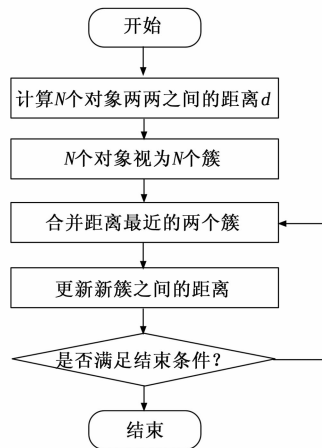 开始
计算N个对象两两之间的距离d
N个对象视为N个簇
合并距离最近的两个簇
更新新簇之间的距离
是否满足结束条件？
结束